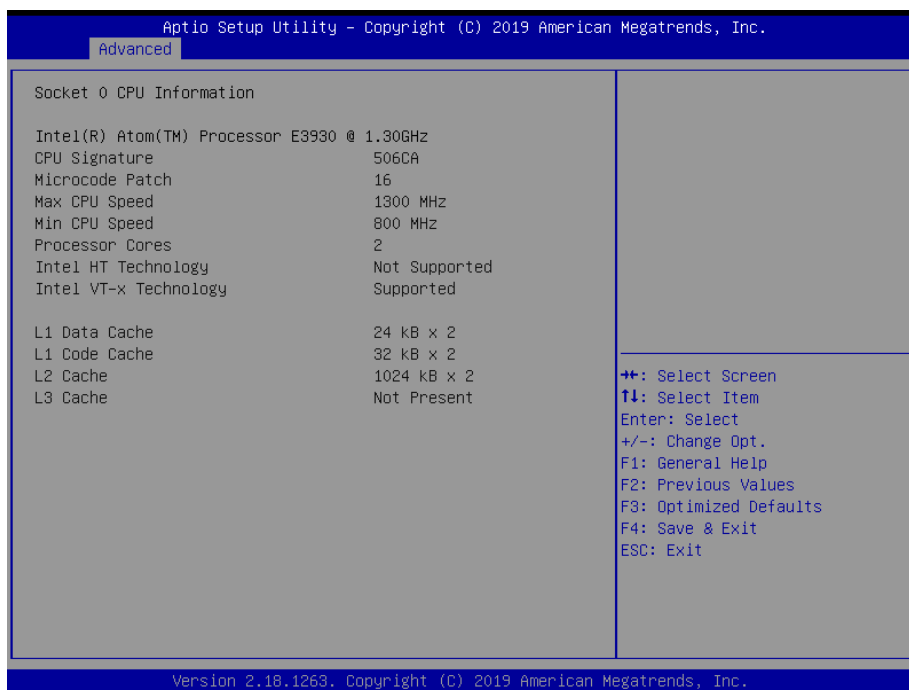 Aptio Setup Utility – Copyright (C) 2019 American Megatrends, Inc.
Advanced
Socket 0 CPU Information
Intel(R) Atom(TM) Processor E3930 @ 1.30GHz
CPU Signature 506CA
Microcode Patch 16
Max CPU Speed 1300 MHz
Min CPU Speed 800 MHz
Processor Cores 2
Intel HT Technology Not Supported
Intel VT-x Technology Supported
L1 Data Cache 24 kB x 2
L1 Code Cache 32 kB x 2
L2 Cache 1024 kB x 2
L3 Cache Not Present
→←: Select Screen
↑↓: Select Item
Enter: Select
+/-: Change Opt.
F1: General Help
F2: Previous Values
F3: Optimized Defaults
F4: Save & Exit
ESC: Exit
Version 2.18.1263. Copyright (C) 2019 American Megatrends, Inc.